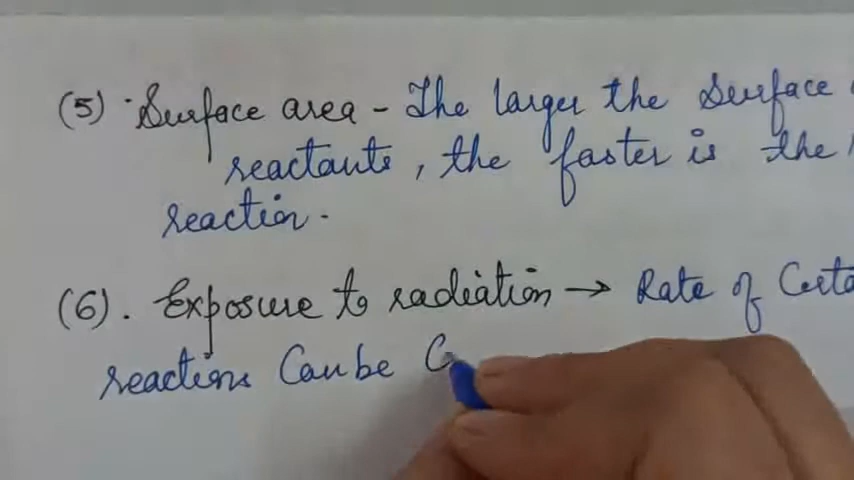 (5) Surface area - The larger the surface
reactants, the faster is the
reaction.
(6). Exposure to radiation → Rate of
reactions Can be